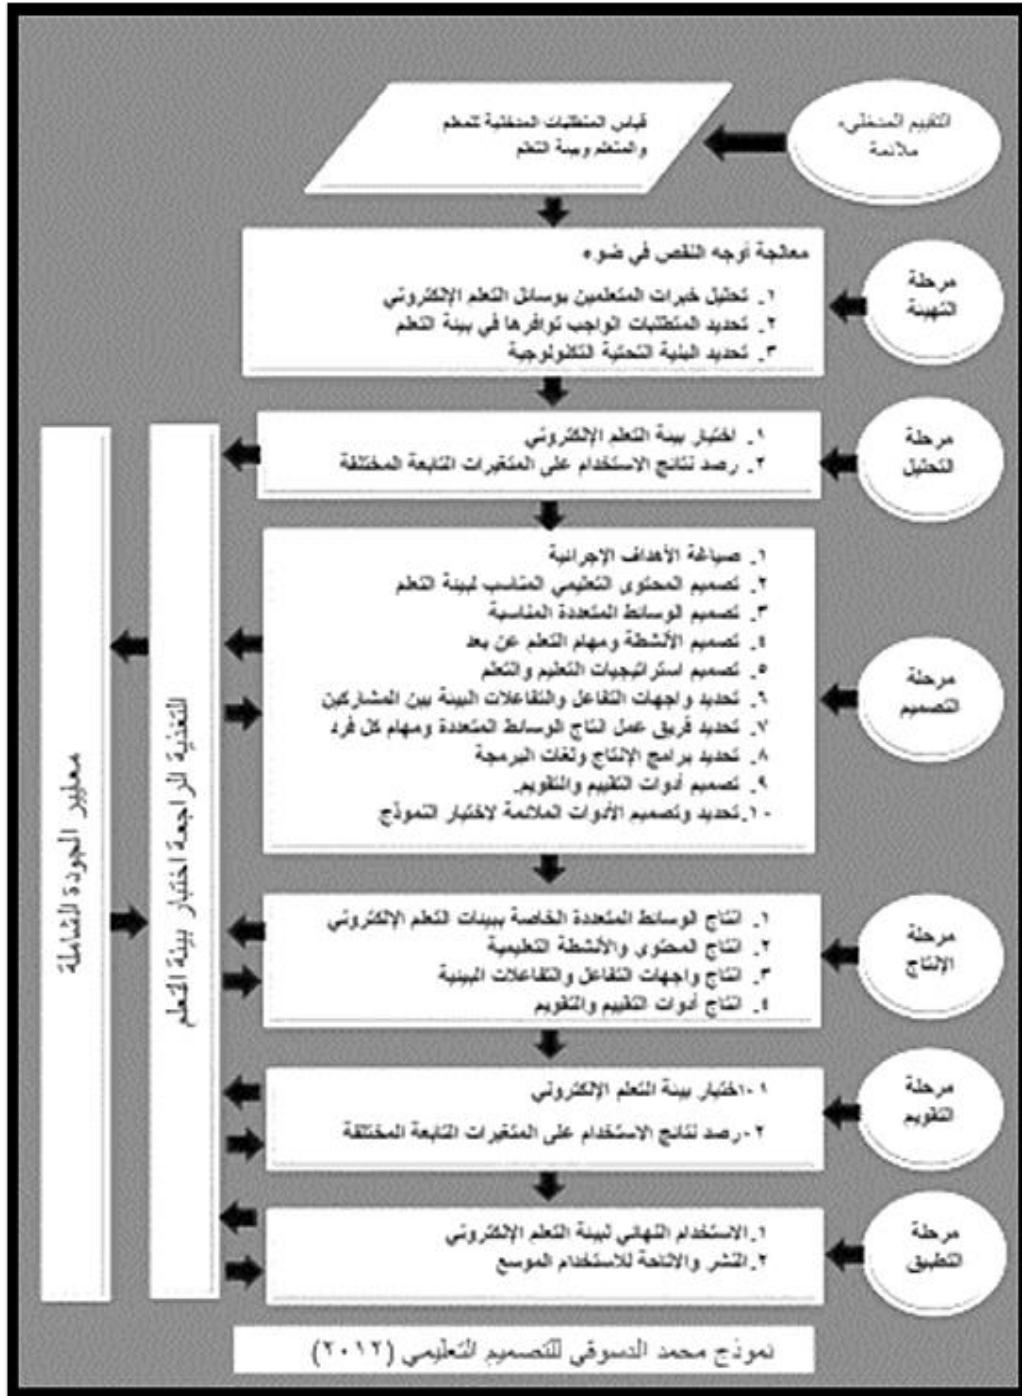 التقييم المدخلي،
ملائمة
قياس المتطلبات المدخلية للمعلم
والمتعلم وبيئة التعلم
مرحلة
التهيئة
معالجة أوجه النقص في ضوء
١. تحليل خبرات المتعلمين بوسائل التعلم الإلكتروني
٢. تحديد المتطلبات الواجب توافرها في بيئة التعلم
٣. تحديد البنية التحتية التكنولوجية
مرحلة
التحليل
١. اختيار بيئة التعلم الإلكتروني
٢. رصد نتائج الاستخدام على المتغيرات التابعة المختلفة
مرحلة
التصميم
١. صياغة الأهداف الإجرائية
٢. تصميم المحتوى التعليمي المناسب لبيئة التعلم
٣. تصميم الوسائط المتعددة المناسبة
٤. تصميم الأنشطة ومهام التعلم عن بعد
٥. تصميم استراتيجيات التعليم والتعلم
٦. تحديد واجهات التفاعل والتفاعلات البينة بين المشاركين
٧. تحديد فريق عمل انتاج الوسائط المتعددة ومهام كل فرد
٨. تحديد برامج الإنتاج ولغات البرمجة
٩. تصميم أدوات التقييم والتقويم.
١٠. تحديد وتصميم الأدوات الملائمة لاختبار النموذج
مرحلة
الإنتاج
١. انتاج الوسائط المتعددة الخاصة ببيئات التعلم الإلكتروني
٢. انتاج المحتوى والأنشطة التعليمية
٣. انتاج واجهات التفاعل والتفاعلات البينية
٤. انتاج أدوات التقييم والتقويم
مرحلة
التقويم
١-اختبار بيئة التعلم الإلكتروني
٢-رصد نتائج الاستخدام على المتغيرات التابعة المختلفة
مرحلة
التطبيق
١. الاستخدام النهائي لبيئة التعلم الإلكتروني
٢. النشر والاتاحة للاستخدام الموسع
للتغذية الراجعة اختبار بيئة التعلم
معايير الجودة الشاملة
نموذج محمد الدسوقي للتصميم التعليمي (٢٠١٢)